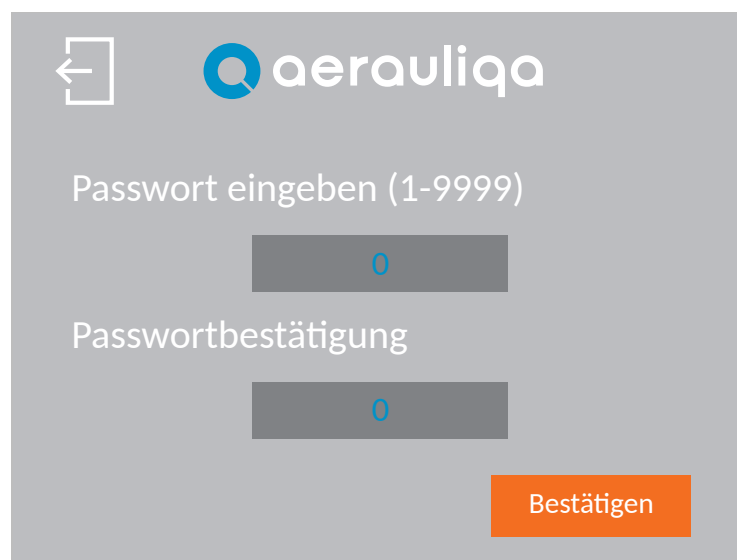 aerauliqa
Passwort eingeben (1-9999)
0
Passwortbestätigung
0
Bestätigen